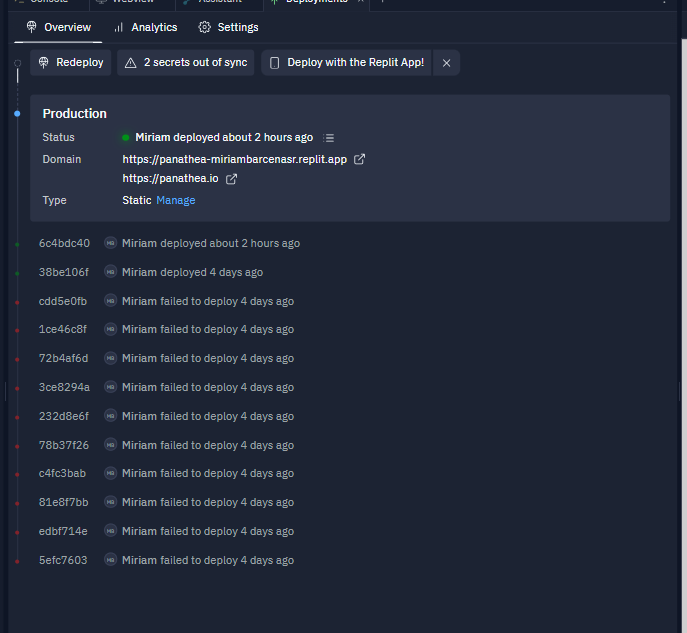 Console Webview Assistant Deployments
Overview Analytics Settings
Redeploy 2 secrets out of sync Deploy with the Replit App!
Production
Status Miriam deployed about 2 hours ago
Domain https://panathea-miriambarcenasr.replit.app
https://panathea.io
Type Static Manage
6c4bdc40 MB Miriam deployed about 2 hours ago
38be106f MB Miriam deployed 4 days ago
cdd5e0fb MB Miriam failed to deploy 4 days ago
1ce46c8f MB Miriam failed to deploy 4 days ago
72b4af6d MB Miriam failed to deploy 4 days ago
3ce8294a MB Miriam failed to deploy 4 days ago
232d8e6f MB Miriam failed to deploy 4 days ago
78b37f26 MB Miriam failed to deploy 4 days ago
c4fc3bab MB Miriam failed to deploy 4 days ago
81e8f7bb MB Miriam failed to deploy 4 days ago
edbf714e MB Miriam failed to deploy 4 days ago
5efc7603 MB Miriam failed to deploy 4 days ago